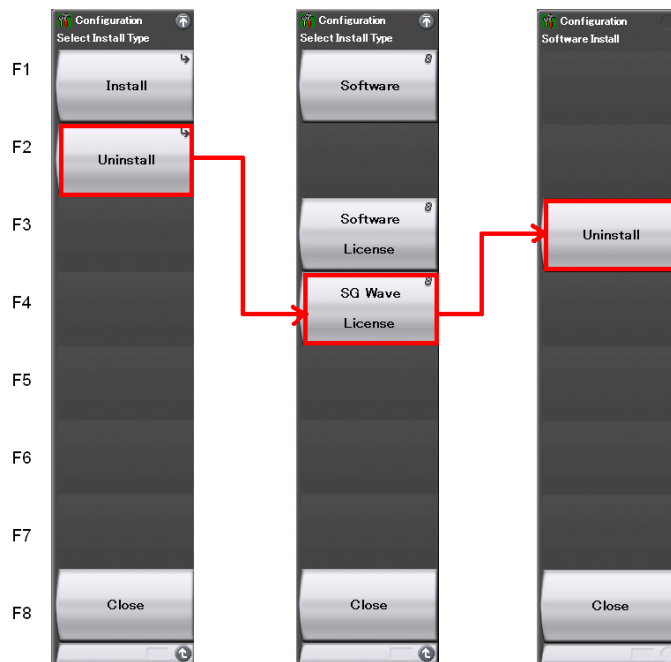 Configuration
Select Install Type
Install
Uninstall
Close
Configuration
Select Install Type
Software
Software
License
SG Wave
License
Close
Configuration
Software Install
Uninstall
Close
F1
F2
F3
F4
F5
F6
F7
F8